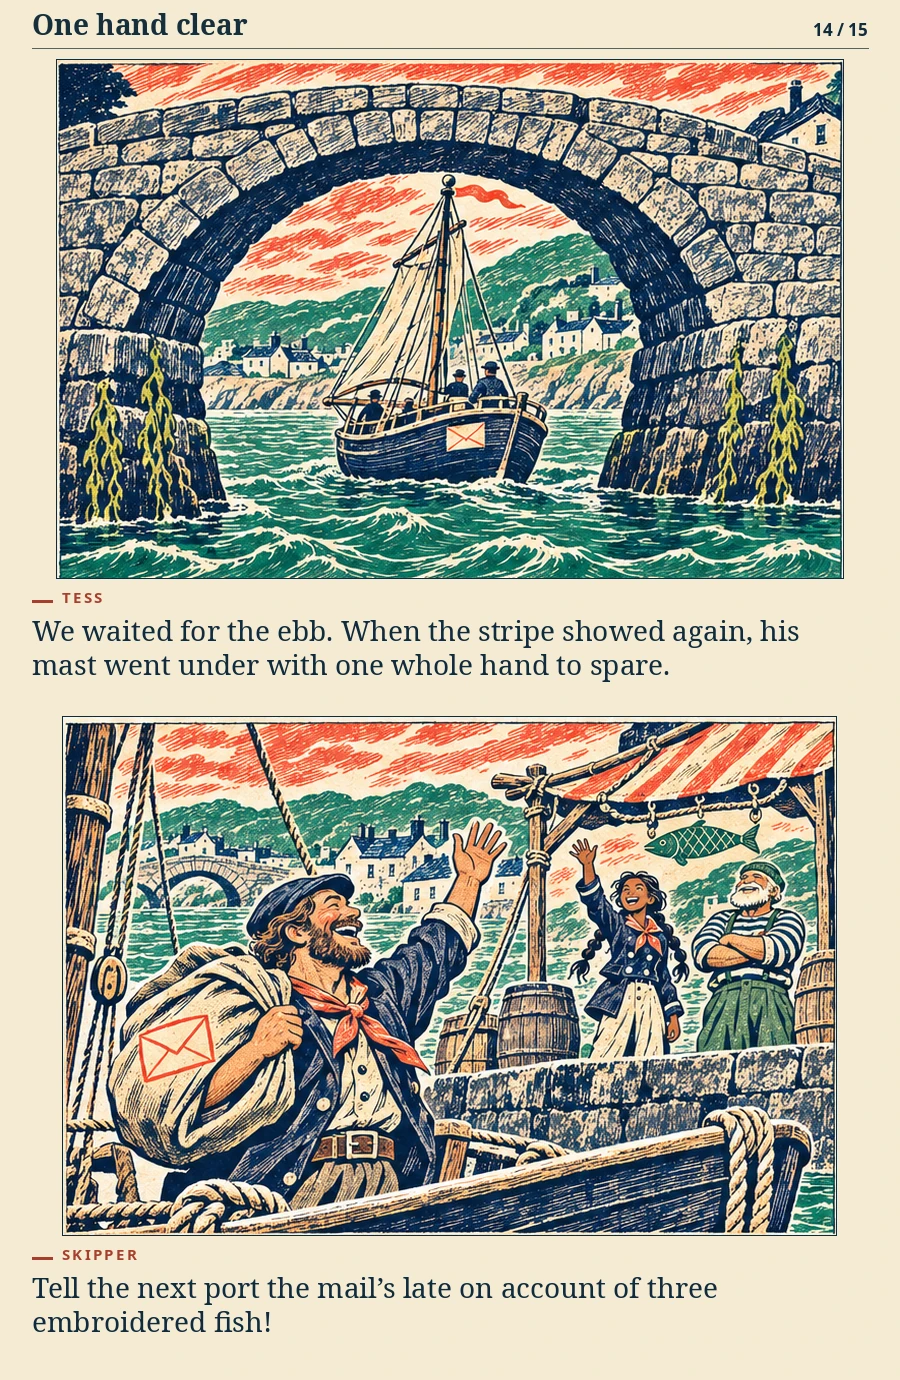 One hand clear
14 / 15
TESS
We waited for the ebb. When the stripe showed again, his
mast went under with one whole hand to spare.
SKIPPER
Tell the next port the mail’s late on account of three
embroidered fish!